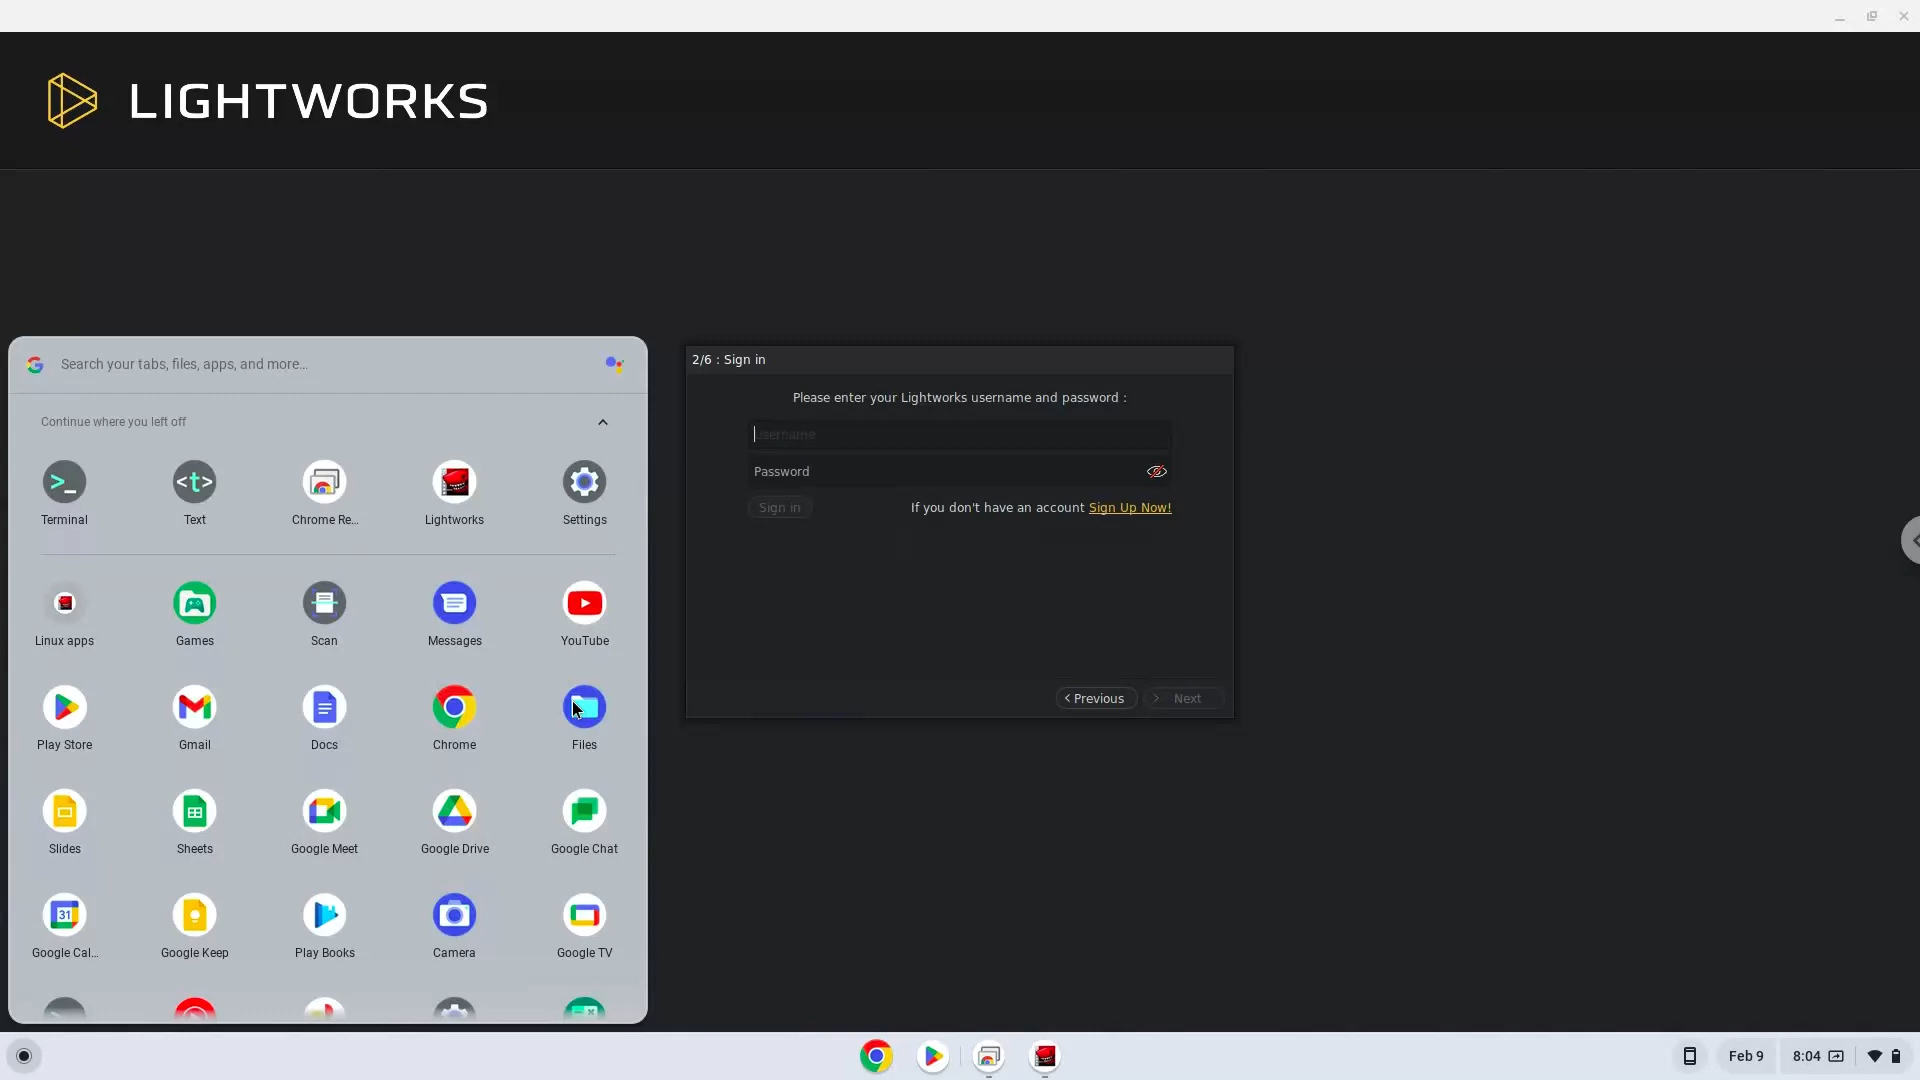 LIGHTWORKS
Search your tabs, files, apps, and more...
Continue where you left off
>_
<t>
Terminal
Text
Chrome Re...
Lightworks
Settings
Linux apps
Games
Scan
Messages
YouTube
Play Store
Gmail
Docs
Chrome
Files
Slides
Sheets
Google Meet
Google Drive
Google Chat
31
Google Cal...
Google Keep
Play Books
Camera
Google TV
2/6 : Sign in
Please enter your Lightworks username and password :
Username
Password
Sign in
If you don't have an account Sign Up Now!
< Previous
> Next
Feb 9
8:04